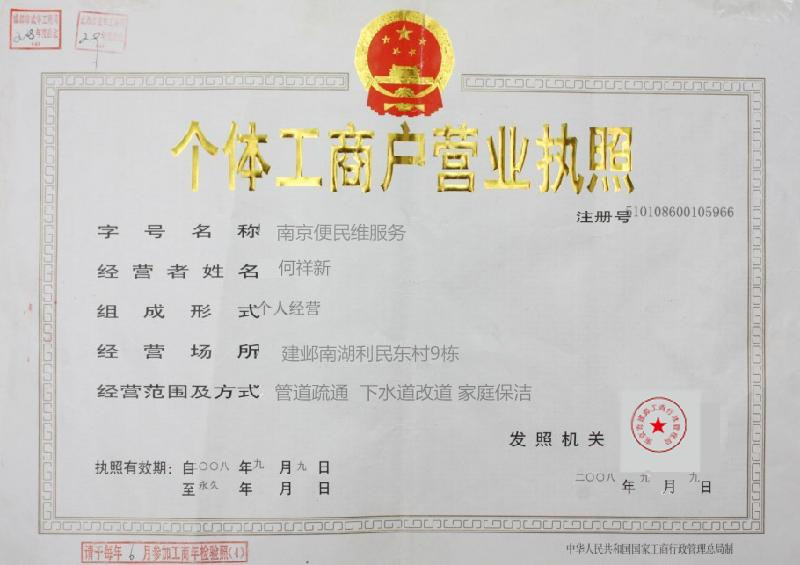 个体工商户营业执照
注册号 510108600105966
字号名称 南京便民维服务
经营者姓名 何祥新
组成形式 个人经营
经营场所 建邺南湖利民东村9栋
经营范围及方式 管道疏通 下水道改道 家庭保洁
发照机关
执照有效期：自二〇〇八年九月九日
至永久年月日
二〇〇八年九月九日
请于每年6月参加工商年检验照(4)
中华人民共和国国家工商行政管理总局制